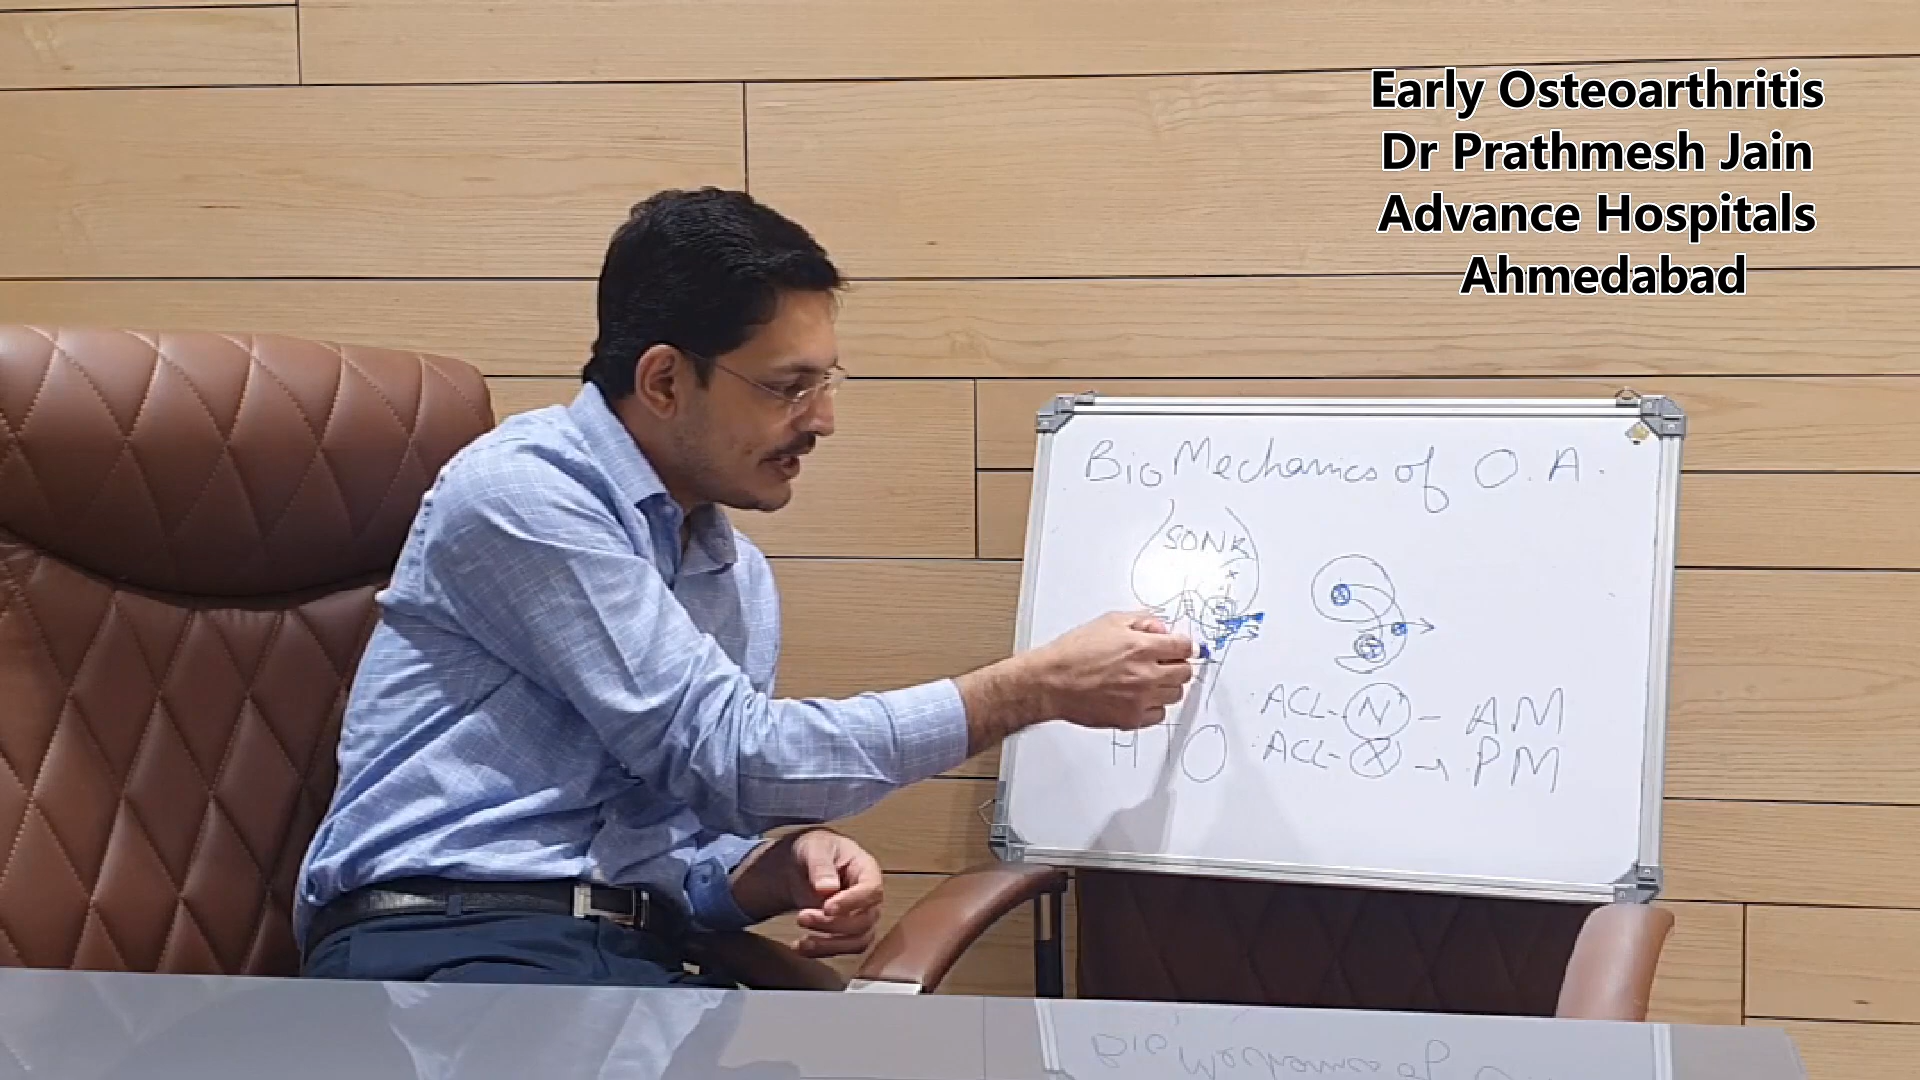 Early Osteoarthritis
Dr Prathmesh Jain
Advance Hospitals
Ahmedabad
BioMechanics of O.A.
SONK
ACL-N - AM
HTO
ACL-X → PM